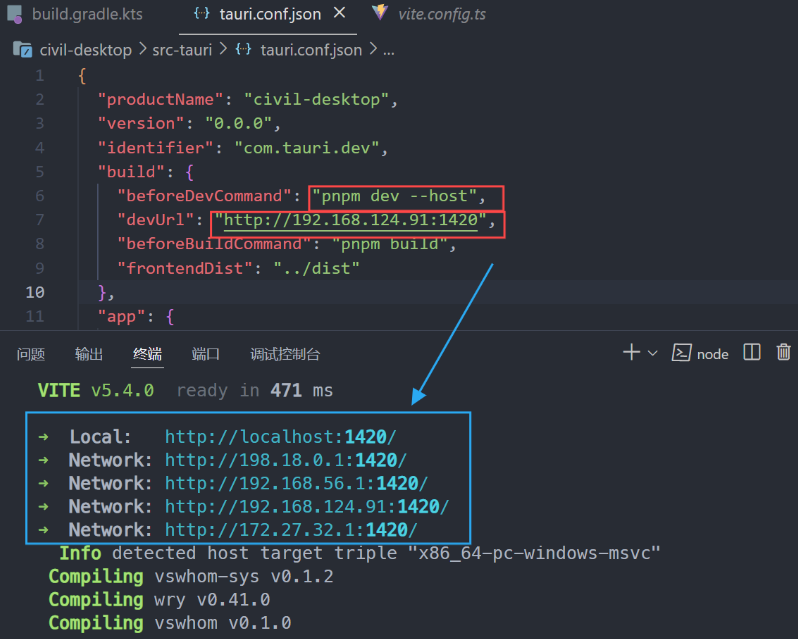 build.gradle.kts {··} tauri.conf.json × vite.config.ts
civil-desktop > src-tauri > {··} tauri.conf.json > ...
1 {
2 "productName": "civil-desktop",
3 "version": "0.0.0",
4 "identifier": "com.tauri.dev",
5 "build": {
6 "beforeDevCommand": "pnpm dev --host",
7 "devUrl": "http://192.168.124.91:1420",
8 "beforeBuildCommand": "pnpm build",
9 "frontendDist": "../dist"
10 },
11 "app": {
问题 输出 终端 端口 调试控制台 node
VITE v5.4.0 ready in 471 ms
➜ Local: http://localhost:1420/
➜ Network: http://198.18.0.1:1420/
➜ Network: http://192.168.56.1:1420/
➜ Network: http://192.168.124.91:1420/
➜ Network: http://172.27.32.1:1420/
Info detected host target triple "x86_64-pc-windows-msvc"
Compiling vswhom-sys v0.1.2
Compiling wry v0.41.0
Compiling vswhom v0.1.0